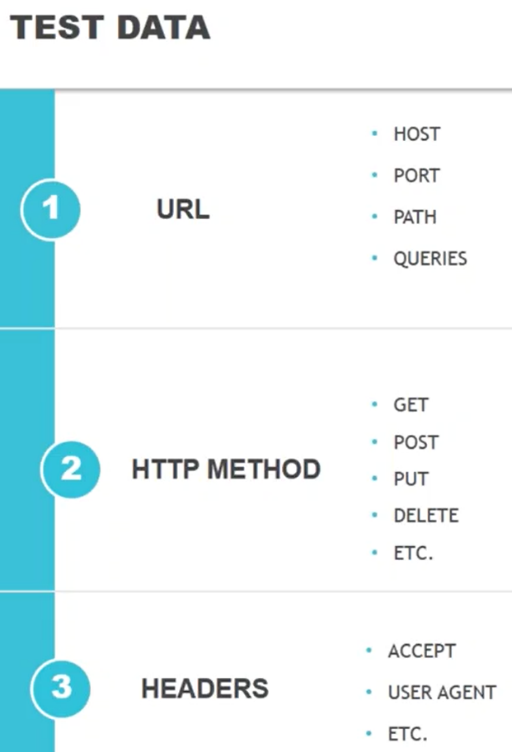 TEST DATA
1
URL
• HOST
• PORT
• PATH
• QUERIES
2
HTTP METHOD
• GET
• POST
• PUT
• DELETE
• ETC.
3
HEADERS
• ACCEPT
• USER AGENT
• ETC.